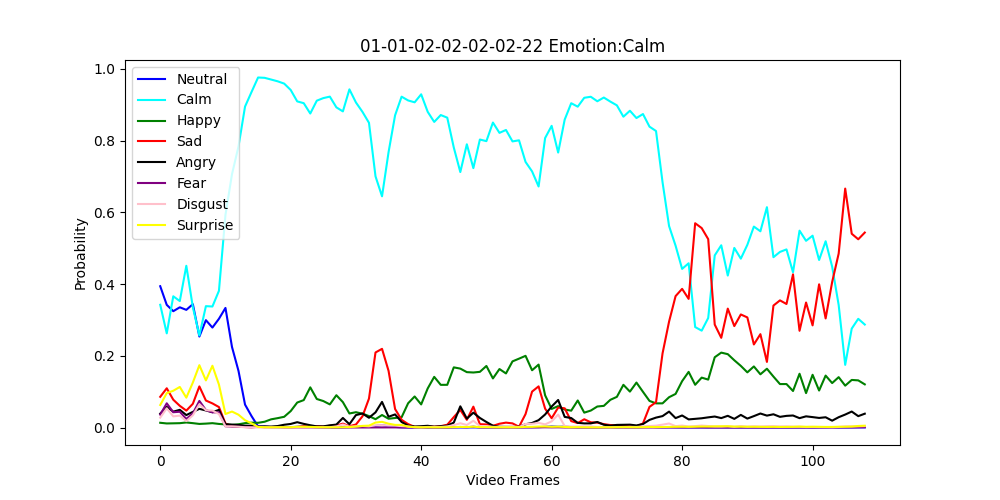 01-01-02-02-02-02-22 Emotion:Calm
Probability
1.0
0.8
0.6
0.4
0.2
0.0
Neutral
Calm
Happy
Sad
Angry
Fear
Disgust
Surprise
0 20 40 60 80 100
Video Frames